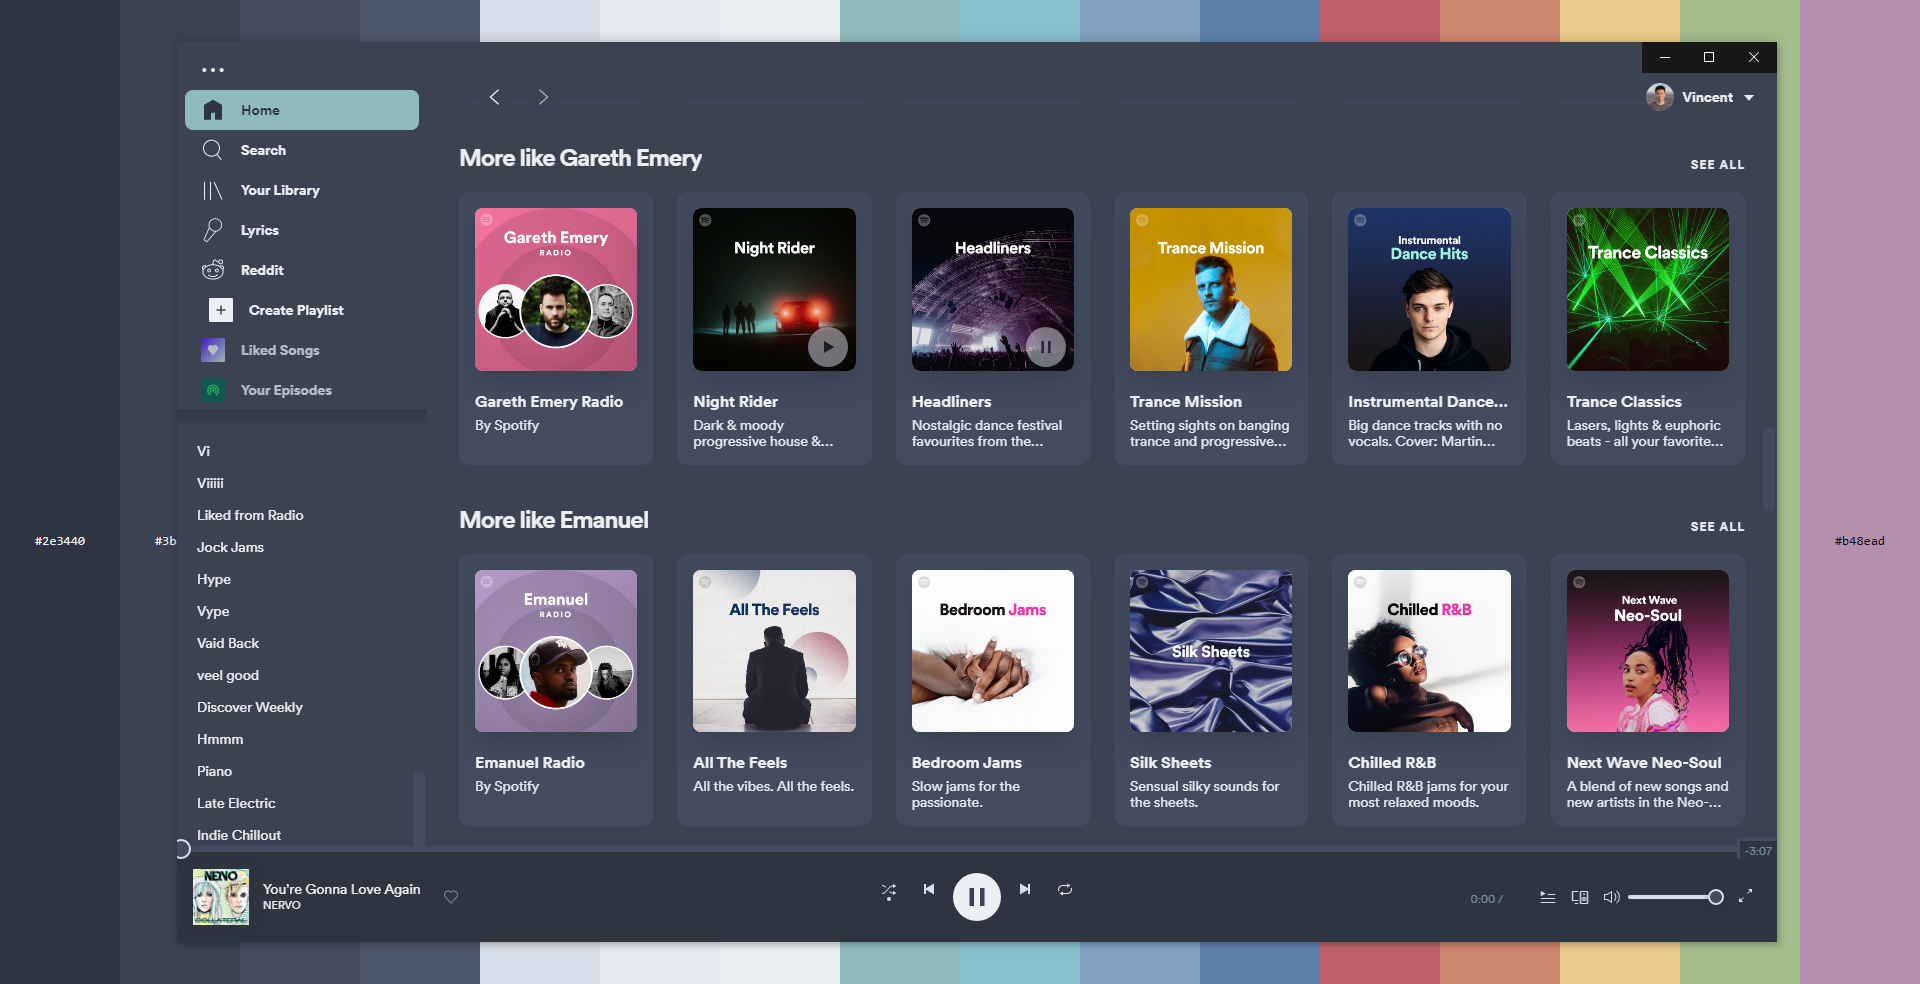 Home
Vincent
Search
Your Library
Lyrics
Reddit
Create Playlist
Liked Songs
Your Episodes
Vi
Viiiii
Liked from Radio
Jock Jams
Hype
Vype
Vaid Back
veel good
Discover Weekly
Hmmm
Piano
Late Electric
Indie Chillout
#2e3440
#3b
More like Gareth Emery
SEE ALL
Gareth Emery
RADIO
Night Rider
Headliners
Trance Mission
Instrumental
Dance Hits
Trance Classics
Gareth Emery Radio
By Spotify
Night Rider
Dark & moody
progressive house &...
Headliners
Nostalgic dance festival
favourites from the...
Trance Mission
Setting sights on banging
trance and progressive...
Instrumental Dance...
Big dance tracks with no
vocals. Cover: Martin...
Trance Classics
Lasers, lights & euphoric
beats - all your favorite...
More like Emanuel
SEE ALL
Emanuel
RADIO
All The Feels
Bedroom Jams
Silk Sheets
Chilled R&B
Next Wave
Neo-Soul
Emanuel Radio
By Spotify
All The Feels
All the vibes. All the feels.
Bedroom Jams
Slow jams for the
passionate.
Silk Sheets
Sensual silky sounds for
the sheets.
Chilled R&B
Chilled R&B jams for your
most relaxed moods.
Next Wave Neo-Soul
A blend of new songs and
new artists in the Neo-...
#b48ead
-3:07
NERVO
COLLATERAL
You're Gonna Love Again
NERVO
0:00 /